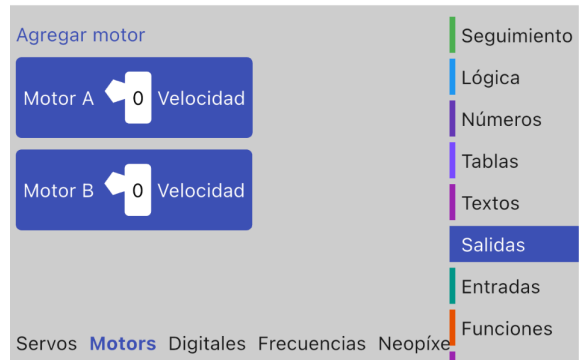 Agregar motor
Motor A 0 Velocidad
Motor B 0 Velocidad
Servos Motors Digitales Frecuencias Neopíxe
Seguimiento
Lógica
Números
Tablas
Textos
Salidas
Entradas
Funciones